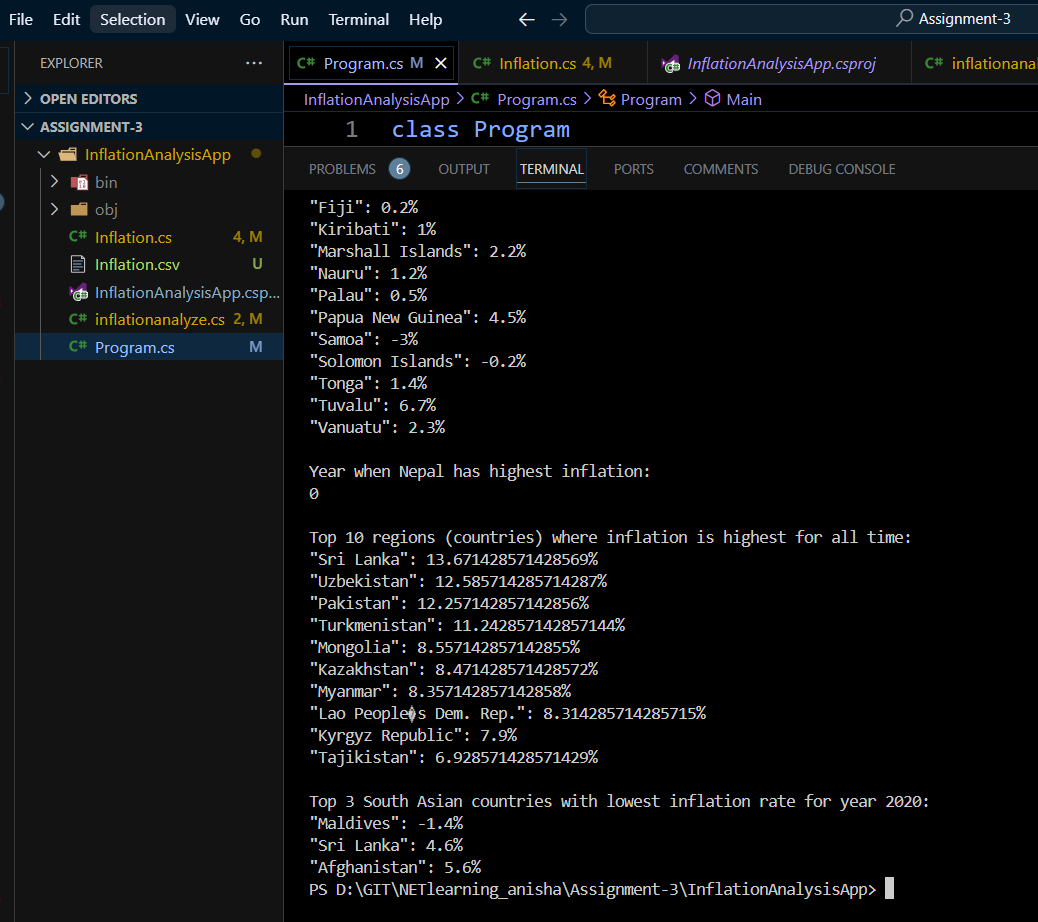 File Edit Selection View Go Run Terminal Help ← → Assignment-3
EXPLORER ···
OPEN EDITORS
ASSIGNMENT-3
InflationAnalysisApp
bin
obj
Inflation.cs 4, M
Inflation.csv U
InflationAnalysisApp.csp...
inflationanalyze.cs 2, M
Program.cs M
C# Program.cs M × C# Inflation.cs 4, M InflationAnalysisApp.csproj C# inflationanal
InflationAnalysisApp > C# Program.cs > Program > Main
1 class Program
PROBLEMS 6 OUTPUT TERMINAL PORTS COMMENTS DEBUG CONSOLE
"Fiji": 0.2%
"Kiribati": 1%
"Marshall Islands": 2.2%
"Nauru": 1.2%
"Palau": 0.5%
"Papua New Guinea": 4.5%
"Samoa": -3%
"Solomon Islands": -0.2%
"Tonga": 1.4%
"Tuvalu": 6.7%
"Vanuatu": 2.3%
Year when Nepal has highest inflation:
0
Top 10 regions (countries) where inflation is highest for all time:
"Sri Lanka": 13.671428571428569%
"Uzbekistan": 12.585714285714287%
"Pakistan": 12.257142857142856%
"Turkmenistan": 11.242857142857144%
"Mongolia": 8.557142857142855%
"Kazakhstan": 8.471428571428572%
"Myanmar": 8.357142857142858%
"Lao People�s Dem. Rep.": 8.314285714285715%
"Kyrgyz Republic": 7.9%
"Tajikistan": 6.928571428571429%
Top 3 South Asian countries with lowest inflation rate for year 2020:
"Maldives": -1.4%
"Sri Lanka": 4.6%
"Afghanistan": 5.6%
PS D:\GIT\NETlearning_anisha\Assignment-3\InflationAnalysisApp>